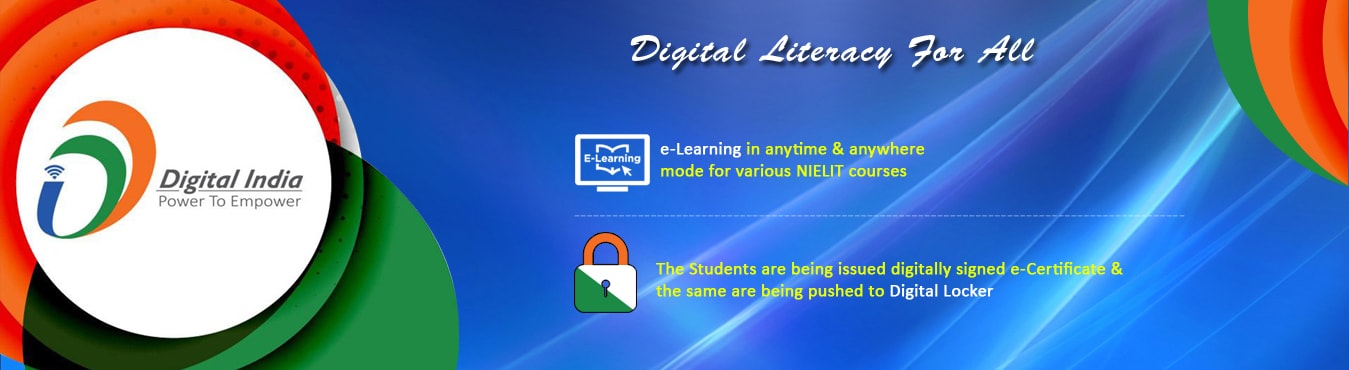 Digital India
Power To Empower
Digital Literacy For All
E-Learning
e-Learning in anytime & anywhere
mode for various NIELIT courses
The Students are being issued digitally signed e-Certificate &
the same are being pushed to Digital Locker